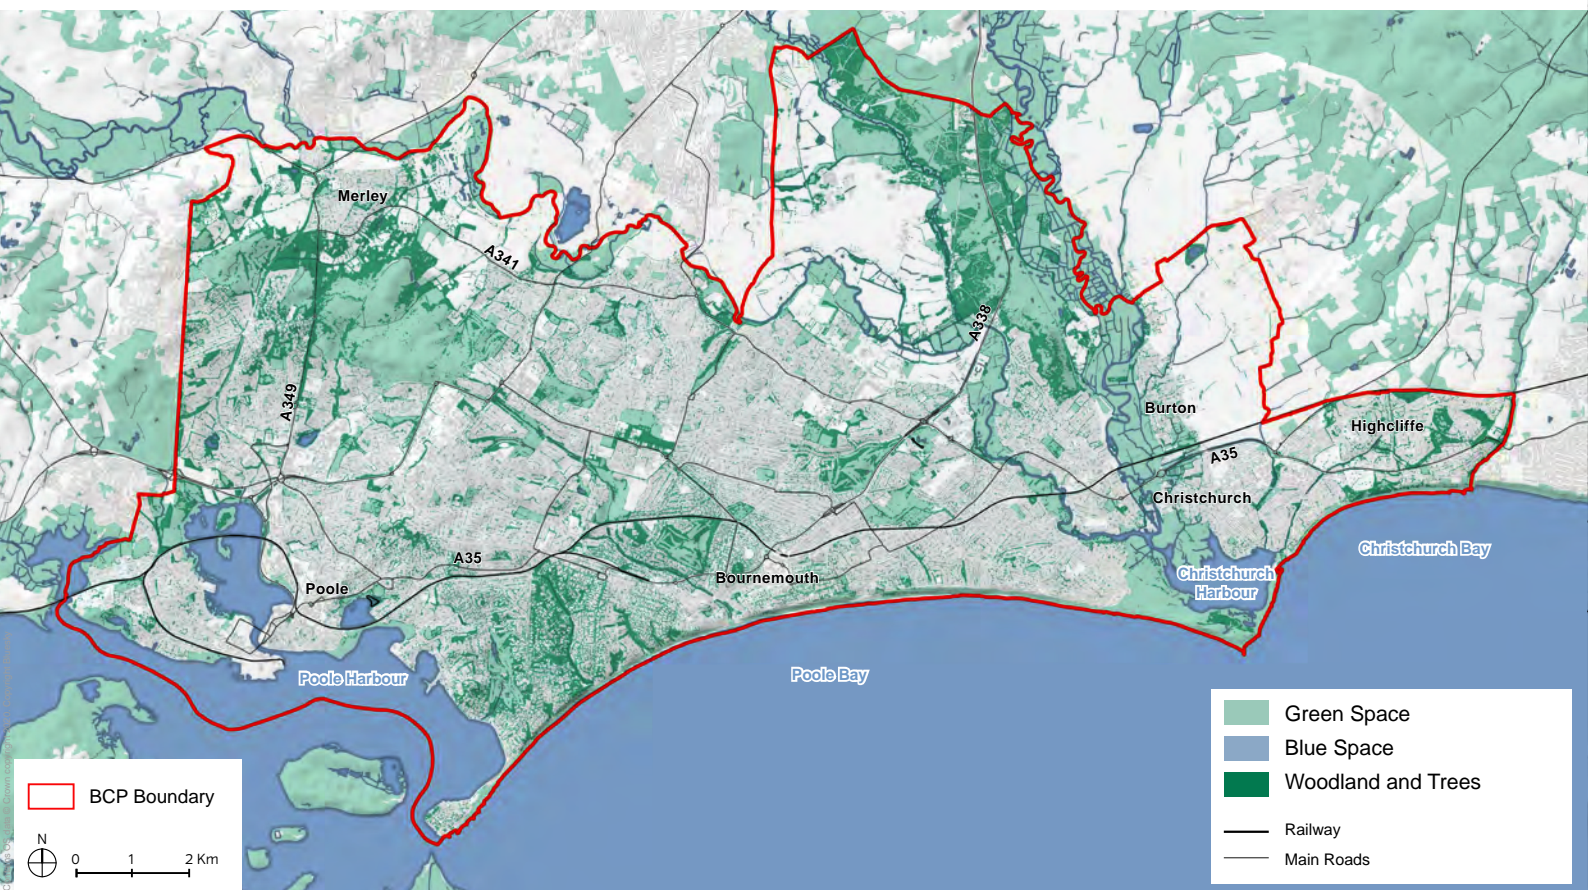 Merley
A341
A338
A349
Burton
Highcliffe
A35
Christchurch
Christchurch Bay
A35
Bournemouth
Christchurch
Harbour
Poole
Poole Harbour
Poole Bay
Green Space
Blue Space
Woodland and Trees
Railway
Main Roads
BCP Boundary
N
0 1 2 Km